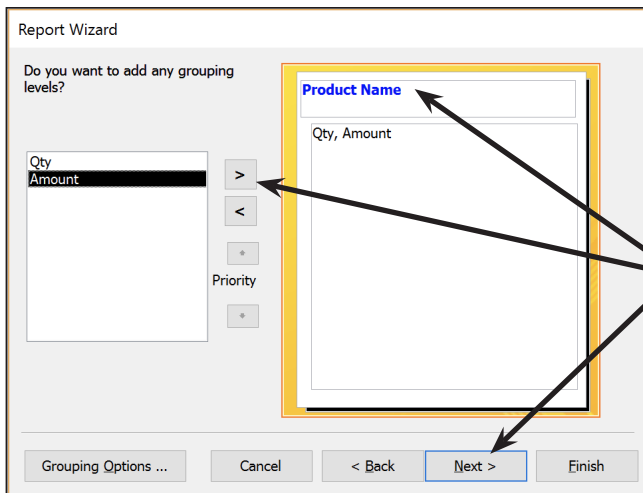 Report Wizard
Do you want to add any grouping
levels?
Product Name
Qty, Amount
Qty
Amount
>
<
Priority
Grouping Options ...
Cancel
< Back
Next >
Finish